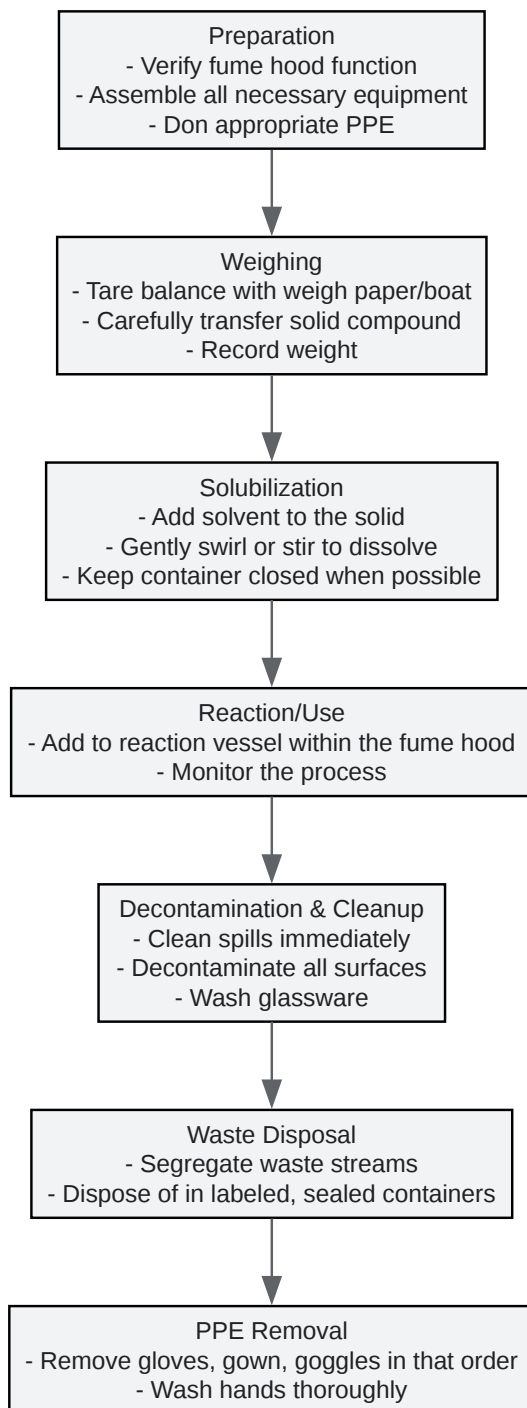 Preparation
- Verify fume hood function
- Assemble all necessary equipment
- Don appropriate PPE
Weighing
- Tare balance with weigh paper/boat
- Carefully transfer solid compound
- Record weight
Solubilization
- Add solvent to the solid
- Gently swirl or stir to dissolve
- Keep container closed when possible
Reaction/Use
- Add to reaction vessel within the fume hood
- Monitor the process
Decontamination & Cleanup
- Clean spills immediately
- Decontaminate all surfaces
- Wash glassware
Waste Disposal
- Segregate waste streams
- Dispose of in labeled, sealed containers
PPE Removal
- Remove gloves, gown, goggles in that order
- Wash hands thoroughly